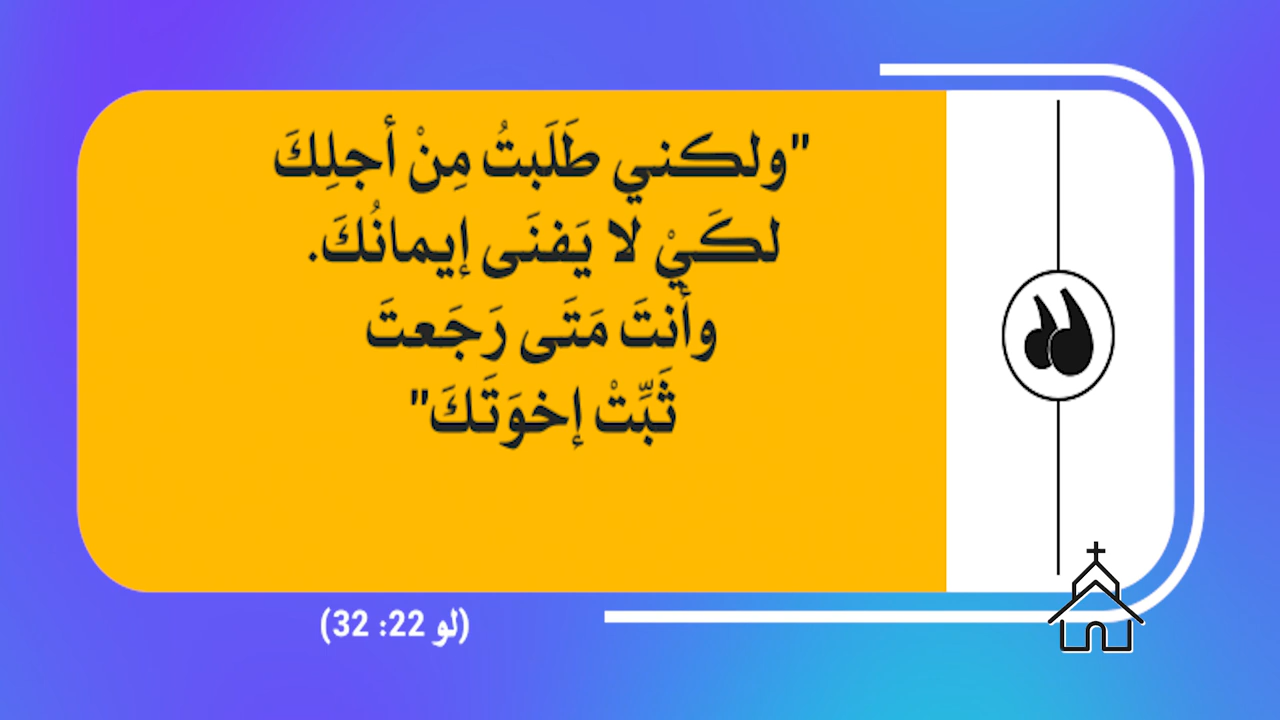 "ولكني طَلَبتُ مِنْ أجلِكَ
لكَيْ لا يَفنَى إيمانُكَ.
وأنتَ مَتَى رَجَعتَ
ثَبِّتْ إخوَتَكَ"
(لو 22: 32)